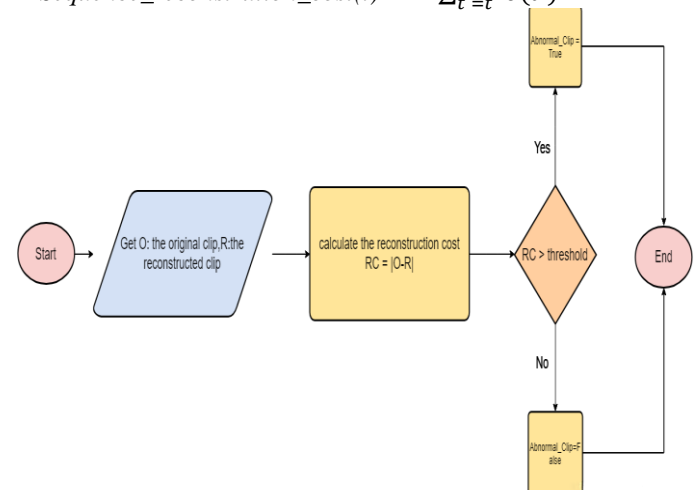 Abnormal_Clip =
True
Yes
Start
Get O: the original clip,R:the
reconstructed clip
calculate the reconstruction cost
RC = |O-R|
RC > threshold
End
No
Abnormal_Clip=F
alse